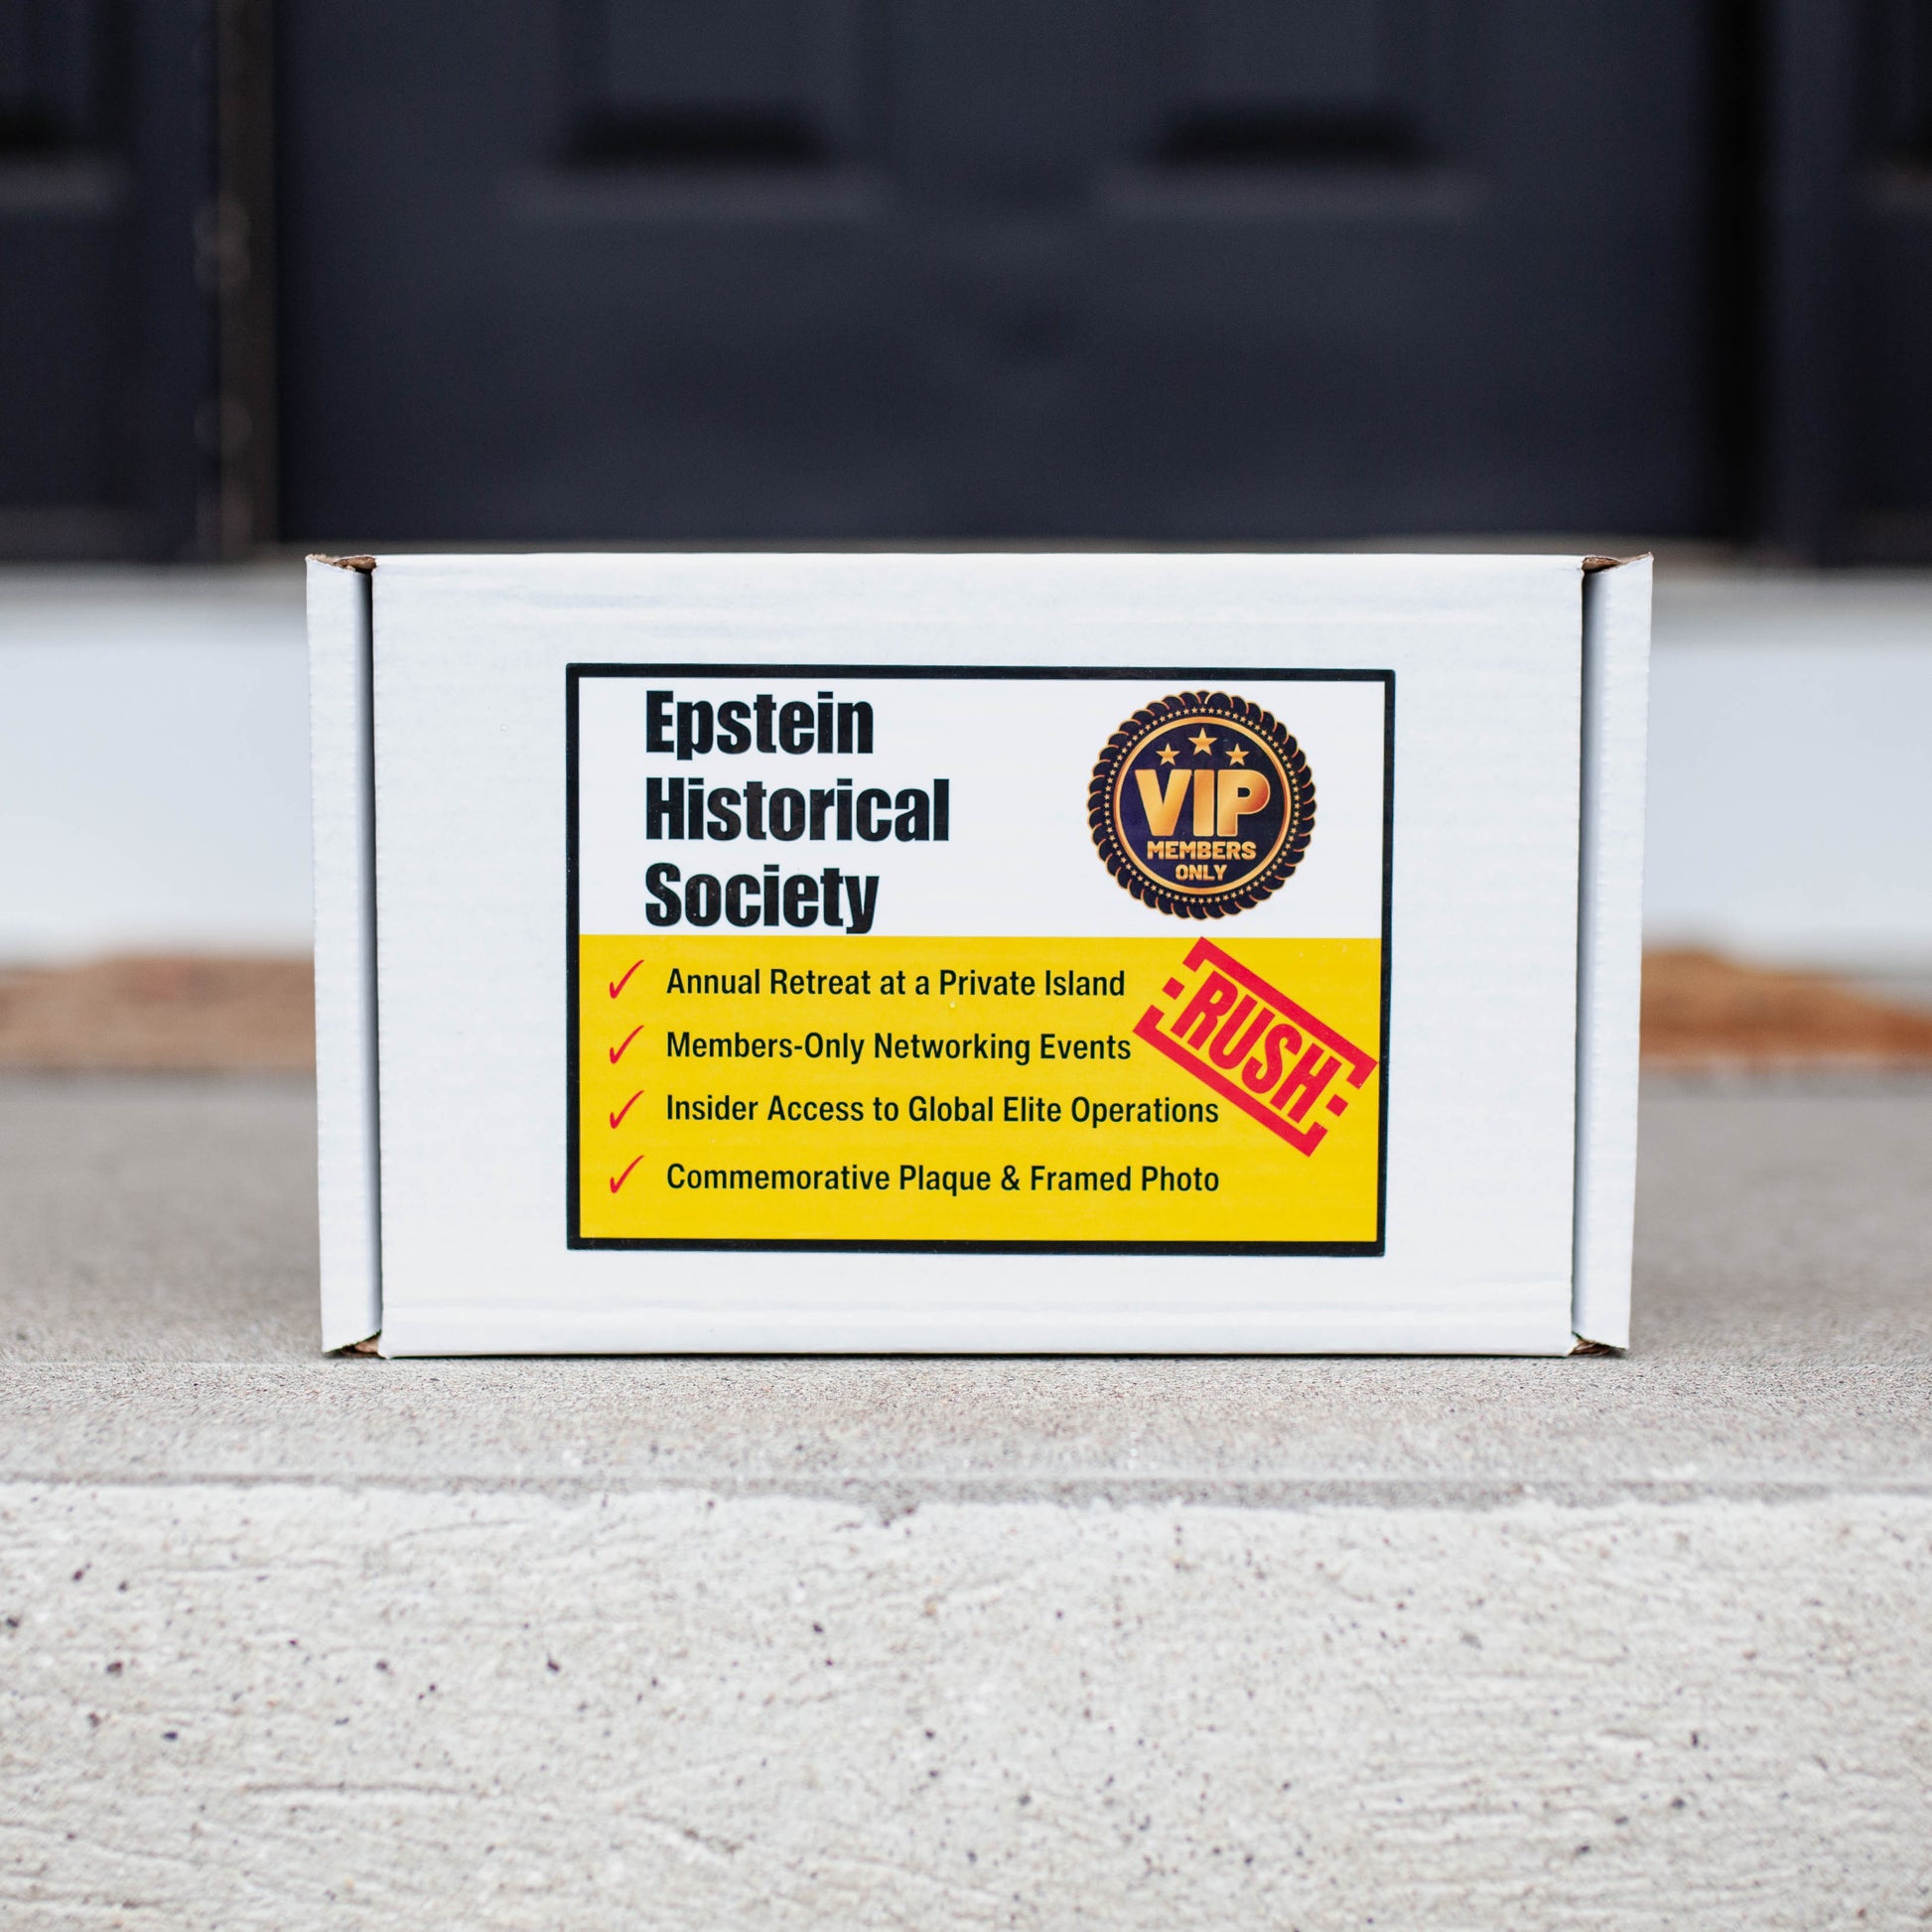 Epstein
Historical
Society
VIP
MEMBERS
ONLY
Annual Retreat at a Private Island
Members-Only Networking Events
Insider Access to Global Elite Operations
Commemorative Plaque & Framed Photo
RUSH